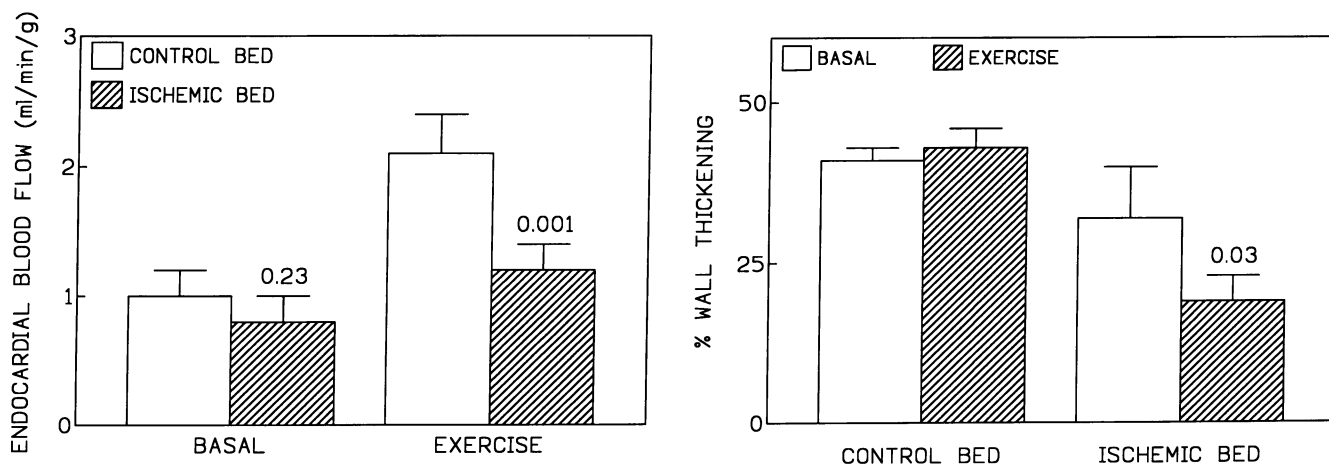 ENDOCARDIAL BLOOD FLOW (ml/min/g)
3
2
1
0
CONTROL BED
ISCHEMIC BED
0.23
0.001
BASAL
EXERCISE
% WALL THICKENING
50
25
0
BASAL
EXERCISE
0.03
CONTROL BED
ISCHEMIC BED